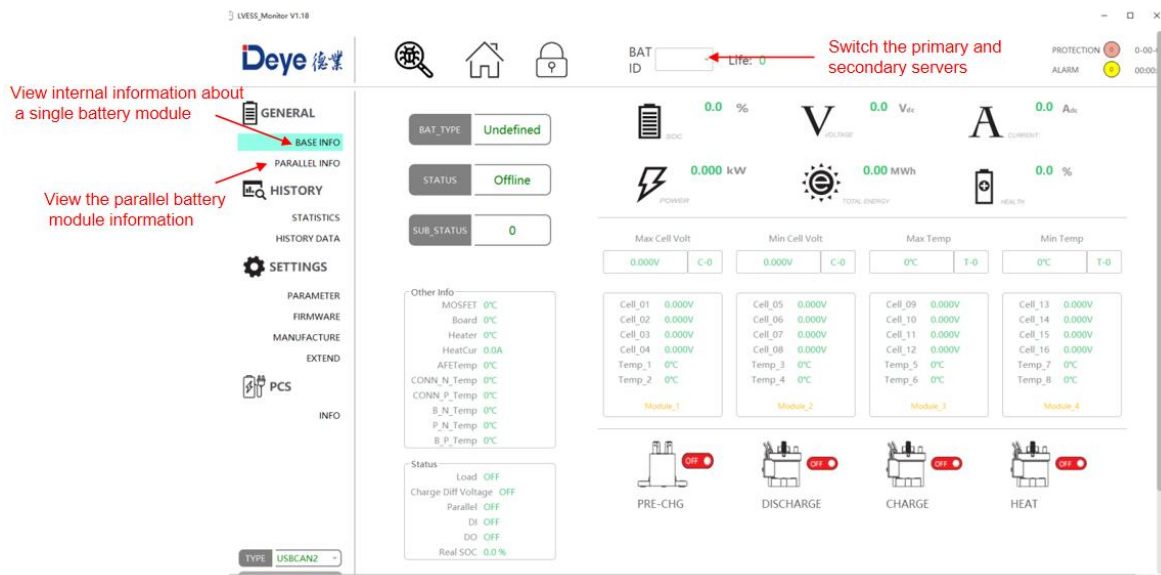 LVESS_Monitor V1.18
Deye 德業
BAT ID
Life: 0
Switch the primary and
secondary servers
PROTECTION 0
ALARM 0
View internal information about
a single battery module
GENERAL
BASE INFO
PARALLEL INFO
View the parallel battery
module information
HISTORY
STATISTICS
HISTORY DATA
SETTINGS
PARAMETER
FIRMWARE
MANUFACTURE
EXTEND
PCS
INFO
TYPE USBCAN2
BAT_TYPE Undefined
STATUS Offline
SUB_STATUS 0
Other Info
MOSFET 0℃
Board 0℃
Heater 0℃
HeatCur 0.0A
AFETemp 0℃
CONN_N_Temp 0℃
CONN_P_Temp 0℃
B_N_Temp 0℃
P_N_Temp 0℃
B_P_Temp 0℃
Status
Load OFF
Charge Diff Voltage OFF
Parallel OFF
DI OFF
DO OFF
Real SOC 0.0 %
0.0 %
SOC
0.0 Vdc
V VOLTAGE
0.0 Adc
A CURRENT
0.000 kW
POWER
0.00 MWh
TOTAL ENERGY
0.0 %
HEALTH
Max Cell Volt
0.000V C-0
Min Cell Volt
0.000V C-0
Max Temp
0℃ T-0
Min Temp
0℃ T-0
Cell_01 0.000V
Cell_02 0.000V
Cell_03 0.000V
Cell_04 0.000V
Temp_1 0℃
Temp_2 0℃
Module_1
Cell_05 0.000V
Cell_06 0.000V
Cell_07 0.000V
Cell_08 0.000V
Temp_3 0℃
Temp_4 0℃
Module_2
Cell_09 0.000V
Cell_10 0.000V
Cell_11 0.000V
Cell_12 0.000V
Temp_5 0℃
Temp_6 0℃
Module_3
Cell_13 0.000V
Cell_14 0.000V
Cell_15 0.000V
Cell_16 0.000V
Temp_7 0℃
Temp_8 0℃
Module_4
OFF
PRE-CHG
OFF
DISCHARGE
OFF
CHARGE
OFF
HEAT